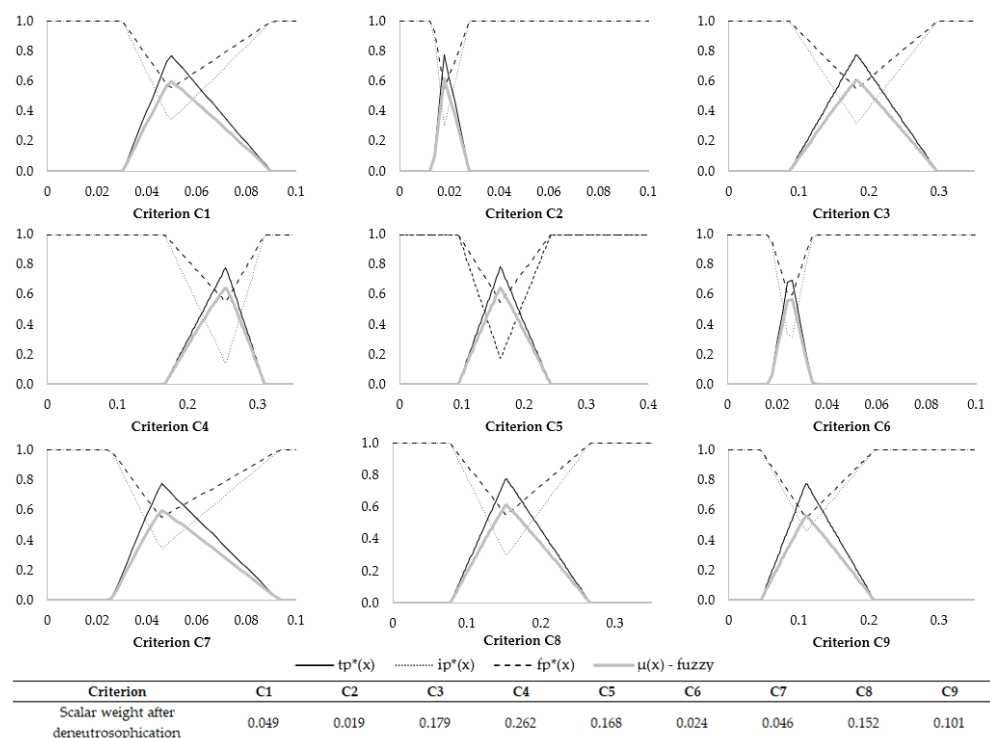 1.0 0.8 0.6 0.4 0.2 0.0
0 0.02 0.04 0.06 0.08 0.1
Criterion C1
1.0 0.8 0.6 0.4 0.2 0.0
0 0.02 0.04 0.06 0.08 0.1
Criterion C2
1.0 0.8 0.6 0.4 0.2 0.0
0 0.1 0.2 0.3
Criterion C3
1.0 0.8 0.6 0.4 0.2 0.0
0 0.1 0.2 0.3
Criterion C4
1.0 0.8 0.6 0.4 0.2 0.0
0 0.1 0.2 0.3 0.4
Criterion C5
1.0 0.8 0.6 0.4 0.2 0.0
0 0.02 0.04 0.06 0.08 0.1
Criterion C6
1.0 0.8 0.6 0.4 0.2 0.0
0 0.02 0.04 0.06 0.08 0.1
Criterion C7
1.0 0.8 0.6 0.4 0.2 0.0
0 0.1 0.2 0.3
Criterion C8
1.0 0.8 0.6 0.4 0.2 0.0
0 0.1 0.2 0.3
Criterion C9
tp*(x) ip*(x) fp*(x) μ(x) - fuzzy
Criterion C1 C2 C3 C4 C5 C6 C7 C8 C9
Scalar weight after
deneutrosophication 0.049 0.019 0.179 0.262 0.168 0.024 0.046 0.152 0.101